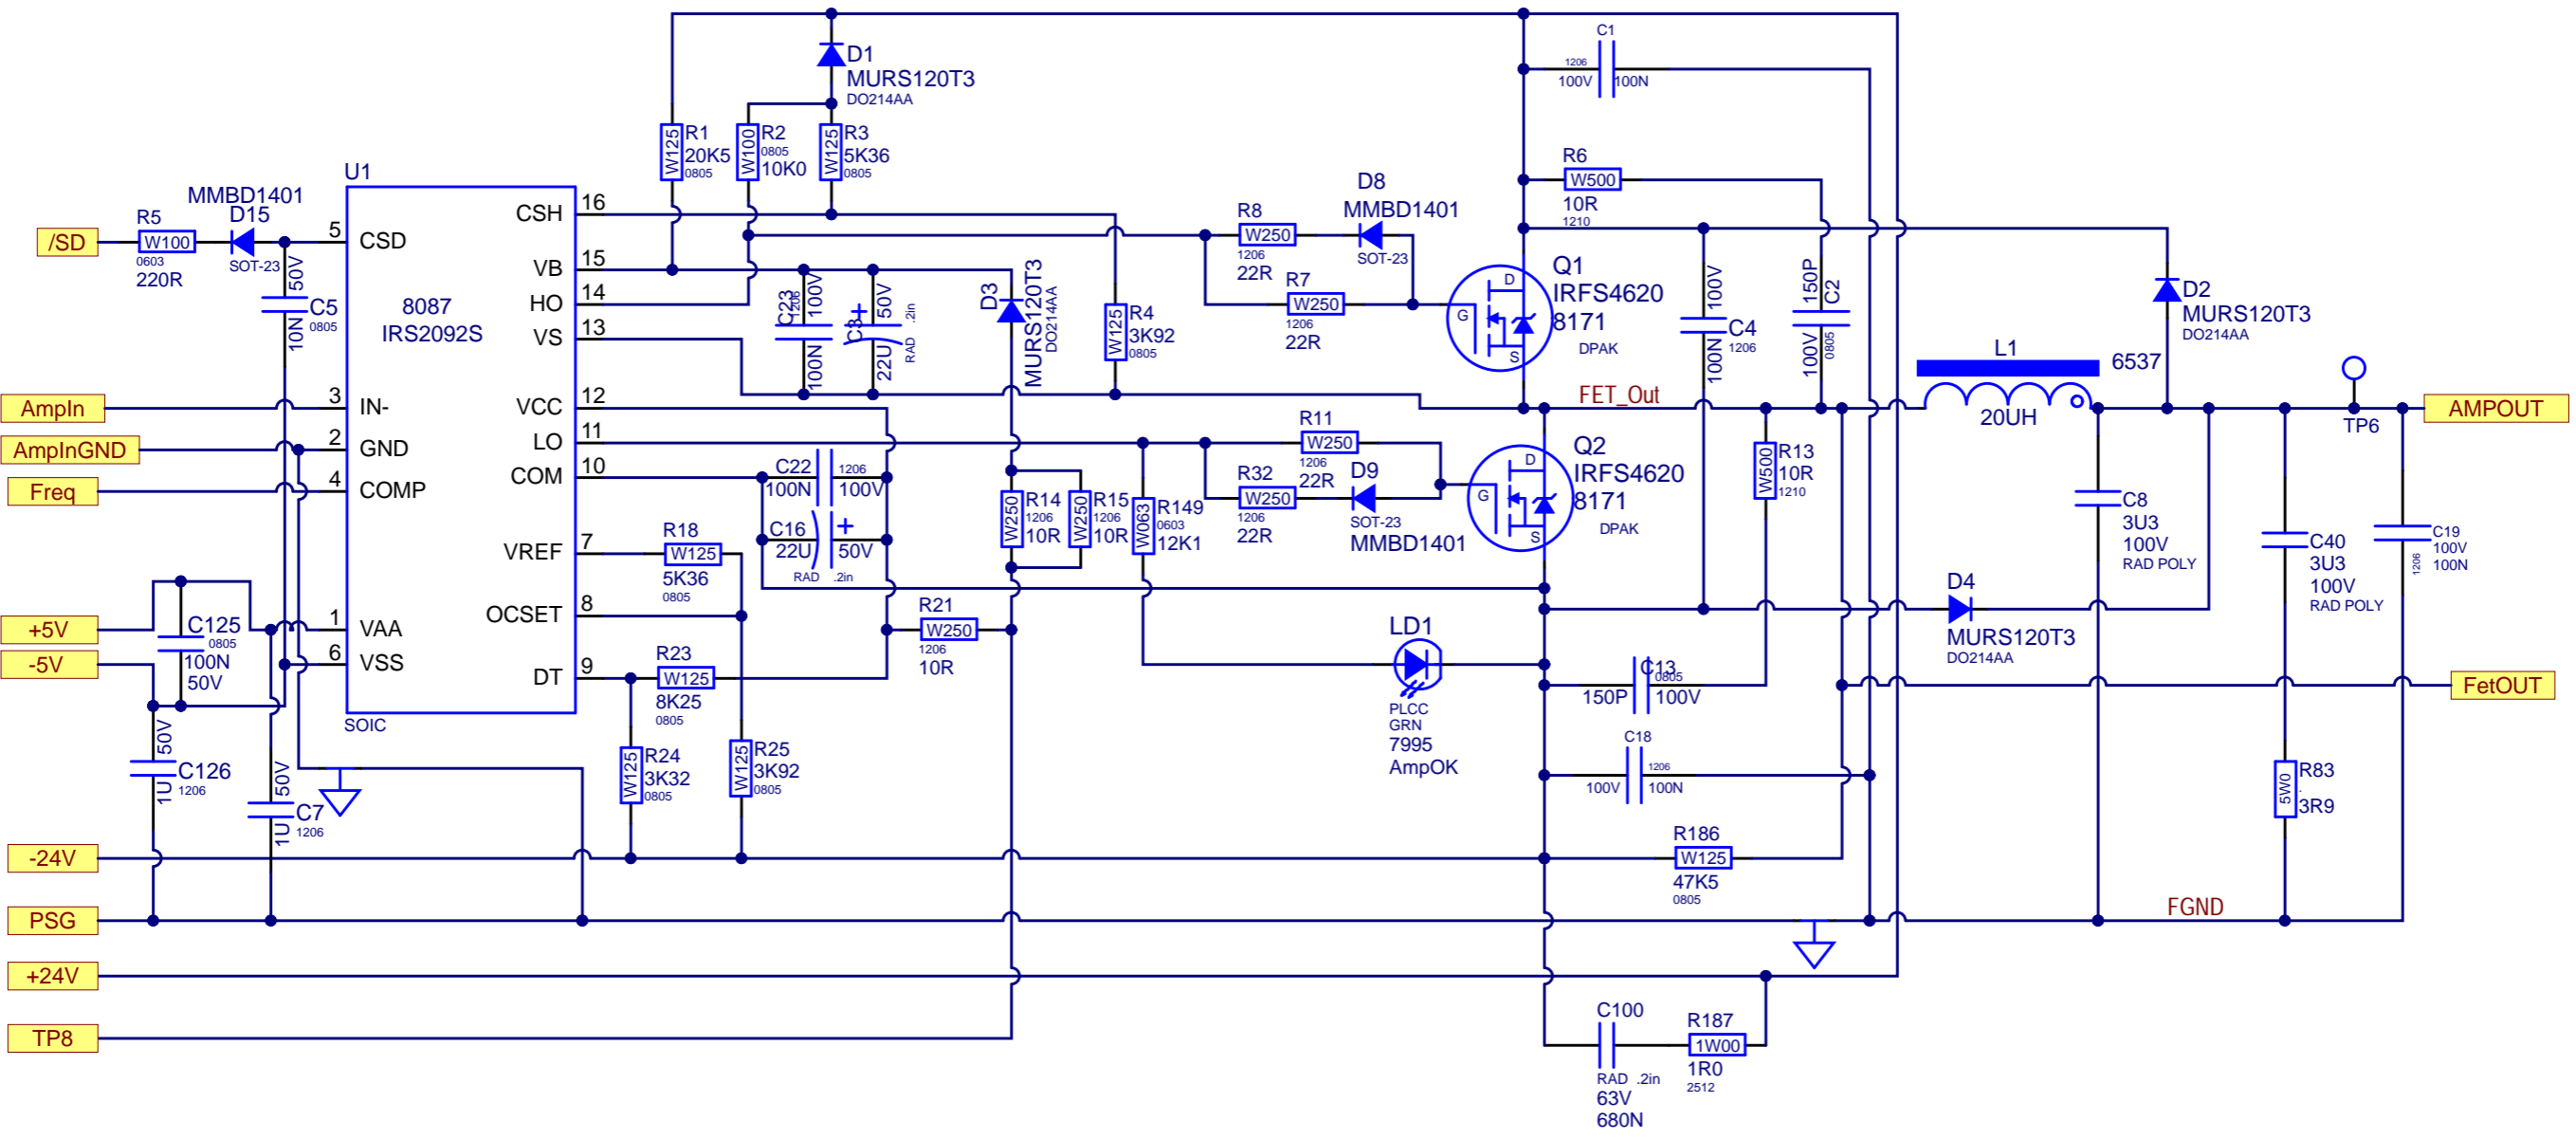 C1
1206
100V
100N
D1
MURS120T3
DO214AA
W125
R1
20K5
0805
W100
R2
0805
10K0
W125
R3
5K36
0805
U1
MMBD1401
D15
SOT-23
/SD
R5
W100
0603
220R
5
CSD
50V
C5
0805
10N
8087
IRS2092S
CSH
16
VB
15
HO
14
VS
13
VCC
12
LO
11
COM
10
VREF
7
OCSET
8
DT
9
AmpIn
3
IN-
AmpInGND
2
GND
Freq
4
COMP
+5V
1
VAA
-5V
6
VSS
SOIC
C125
0805
100N
50V
50V
C126
1206
1U
50V
C7
1206
1U
C23
1206
100V
100N
C3
+
50V
22U
RAD .2in
D3
MURS120T3
DO214AA
W125
R4
3K92
0805
R8
W250
1206
22R
D8
MMBD1401
SOT-23
R7
W250
1206
22R
R6
W500
10R
1210
D
G
S
Q1
IRFS4620
8171
DPAK
100V
C4
1206
100N
150P
C2
100V
0805
D2
MURS120T3
DO214AA
L1
6537
20UH
TP6
AMPOUT
FET_Out
C22
1206
100N
100V
C16
+
22U
50V
RAD .2in
R18
W125
5K36
0805
W250
R14
1206
10R
W250
R15
1206
10R
W063
R149
0603
12K1
R11
W250
1206
22R
R32
W250
1206
22R
D9
SOT-23
MMBD1401
D
G
S
Q2
IRFS4620
8171
DPAK
W500
R13
10R
1210
C8
3U3
100V
RAD POLY
C40
3U3
100V
RAD POLY
C19
100V
100N
1206
R21
W250
1206
10R
R23
W125
8K25
0805
W125
R24
3K32
0805
W125
R25
3K92
0805
LD1
PLCC
GRN
7995
AmpOK
C13
0805
150P
100V
D4
MURS120T3
DO214AA
FetOUT
C18
1206
100V
100N
5W0
R83
.
3R9
R186
W125
47K5
0805
-24V
PSG
FGND
+24V
TP8
C100
RAD .2in
63V
680N
R187
1W00
1R0
2512